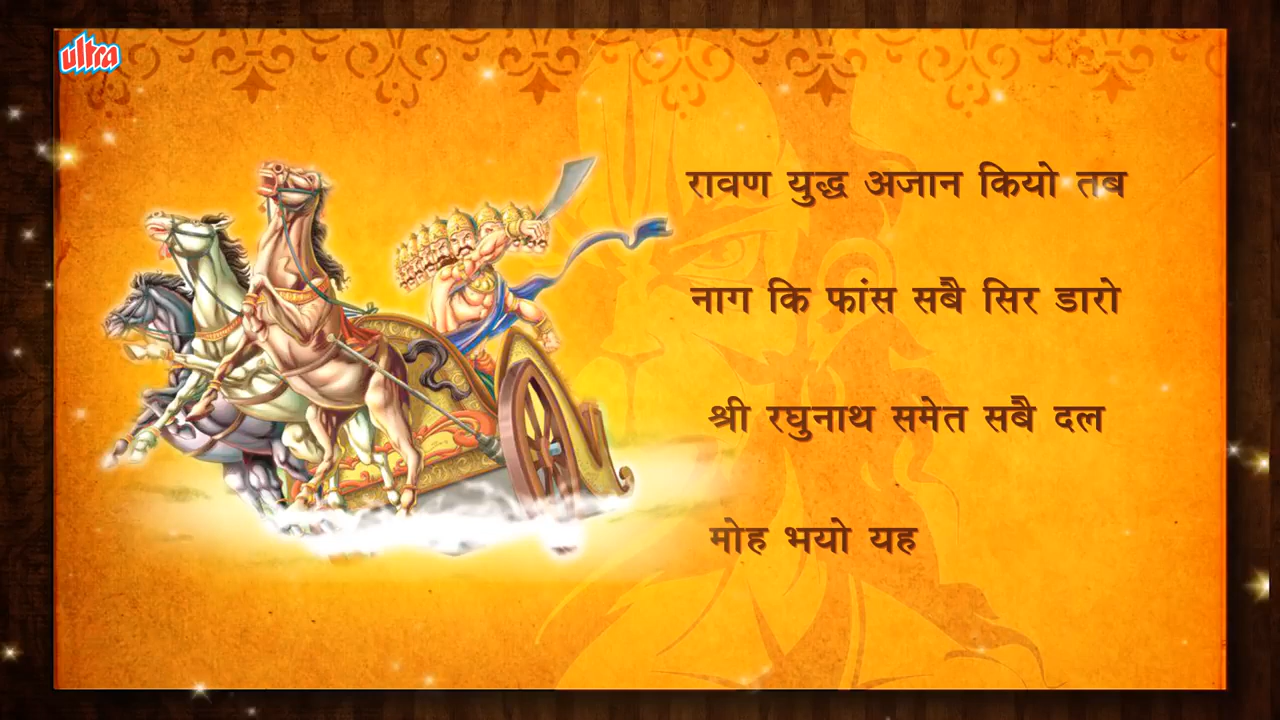 ultra
रावण युद्ध अजान कियो तब
नाग कि फांस सबै सिर डारो
श्री रघुनाथ समेत सबै दल
मोह भयो यह